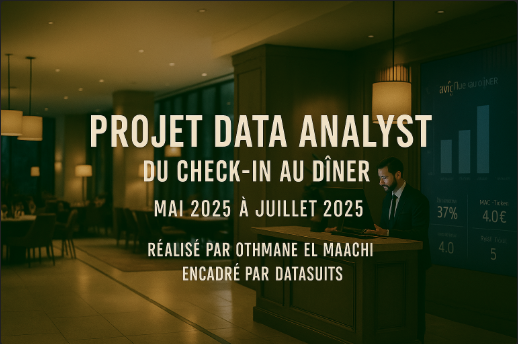 PROJET DATA ANALYST
DU CHECK-IN AU DÎNER
MAI 2025 À JUILLET 2025
RÉALISÉ PAR OTHMANE EL MAACHI
ENCADRÉ PAR DATASUITS
37%
4.0€
4.0
5